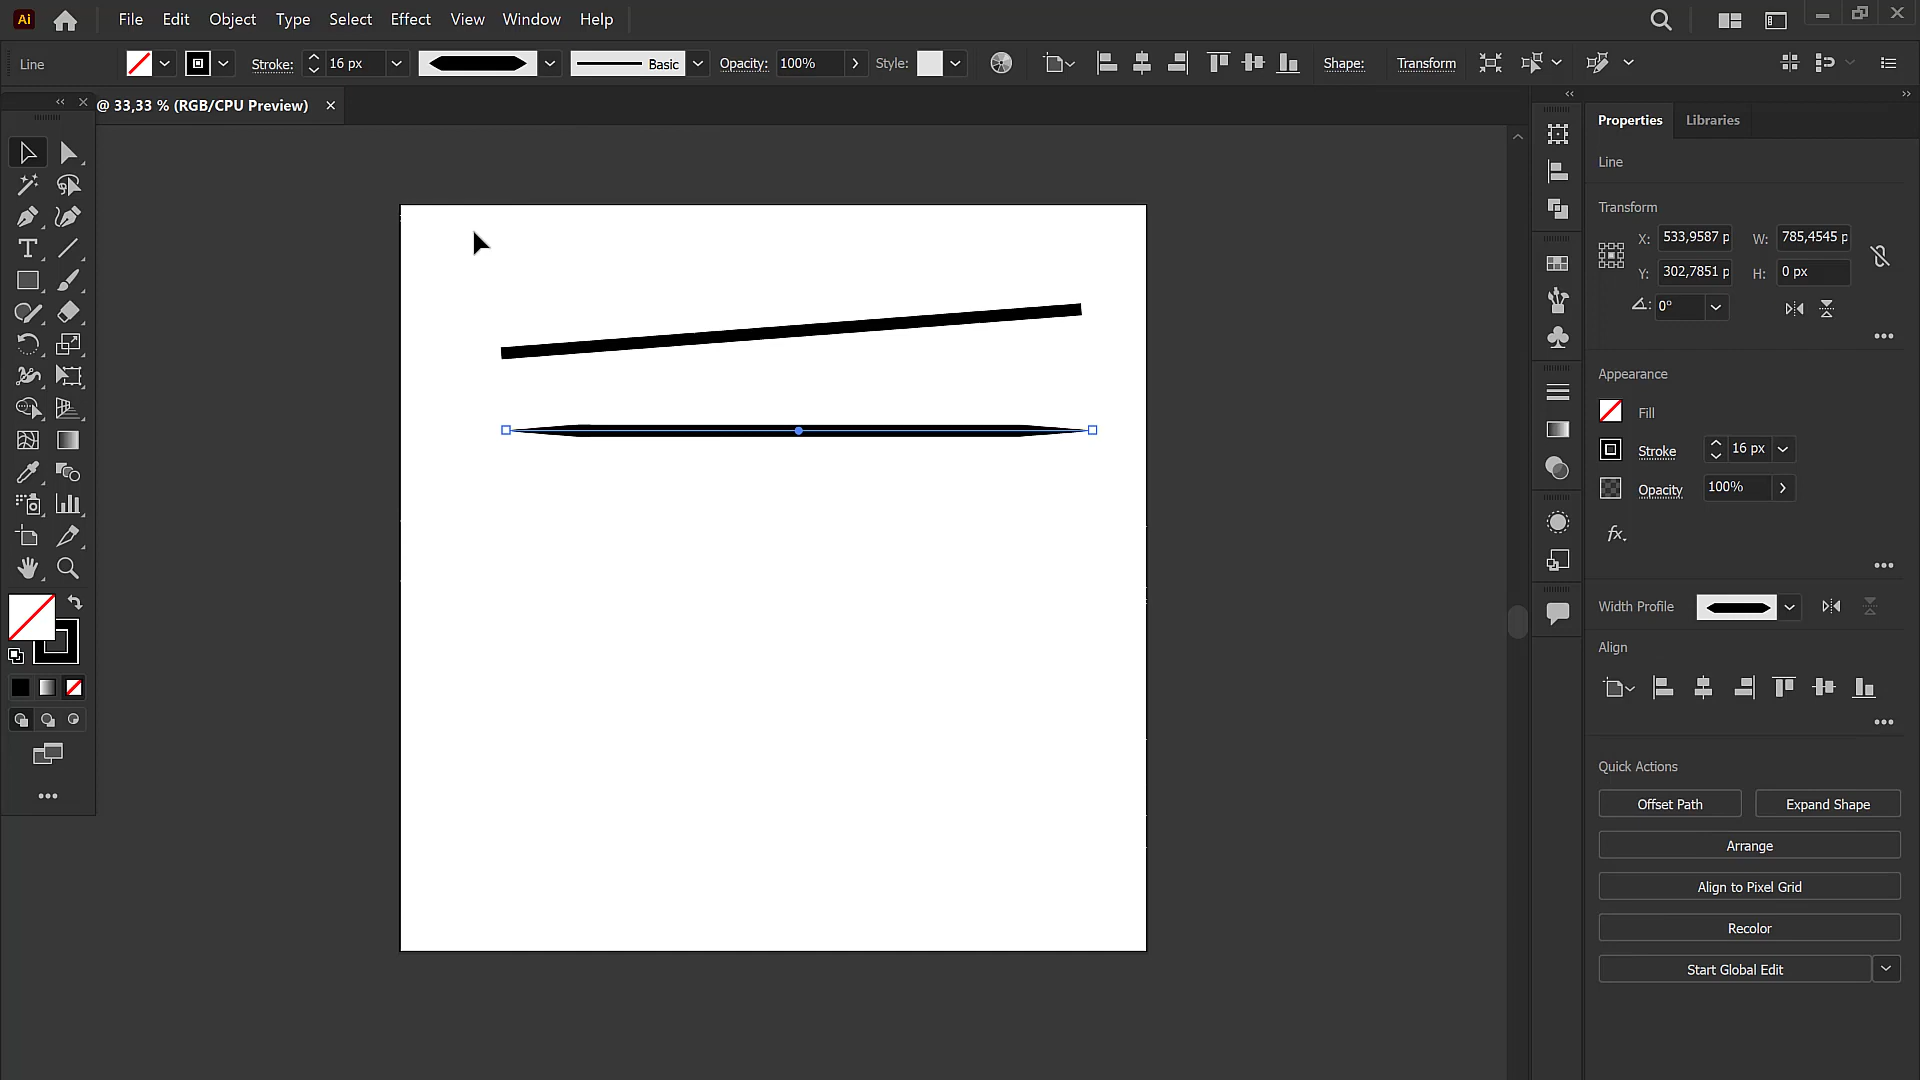 Ai File Edit Object Type Select Effect View Window Help
Line Stroke: 16 px Basic Opacity: 100% Style: Shape: Transform
@ 33,33 % (RGB/CPU Preview)
T
Properties Libraries
Line
Transform
X: 533,9587 p W: 785,4545 p
Y: 302,7851 p H: 0 px
0°
Appearance
Fill
Stroke 16 px
Opacity 100%
fx
Width Profile
Align
Quick Actions
Offset Path Expand Shape
Arrange
Align to Pixel Grid
Recolor
Start Global Edit